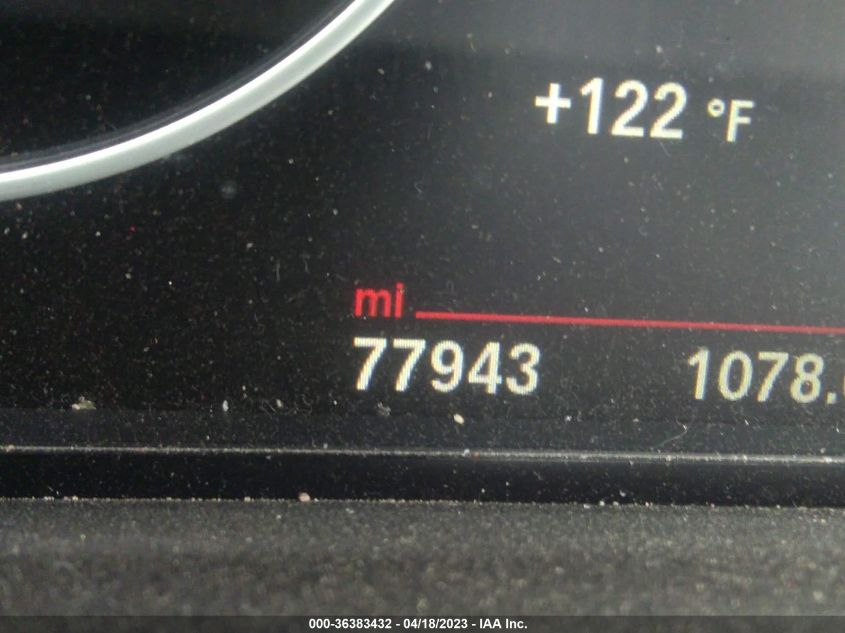 +122 °F
mi
77943 1078.
000-36383432 - 04/18/2023 - IAA Inc.